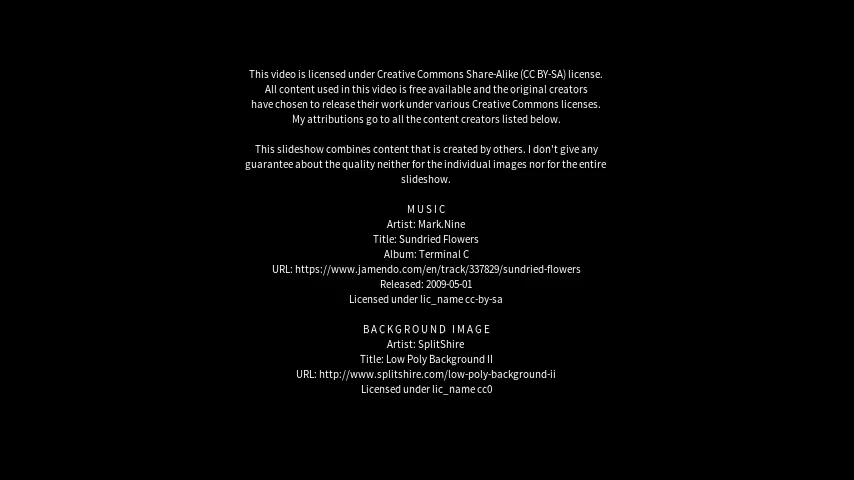 This video is licensed under Creative Commons Share-Alike (CC BY-SA) license.
All content used in this video is free available and the original creators
have chosen to release their work under various Creative Commons licenses.
My attributions go to all the content creators listed below.
This slideshow combines content that is created by others. I don't give any
guarantee about the quality neither for the individual images nor for the entire
slideshow.
MUSIC
Artist: Mark.Nine
Title: Sundried Flowers
Album: Terminal C
URL: https://www.jamendo.com/en/track/337829/sundried-flowers
Released: 2009-05-01
Licensed under lic_name cc-by-sa
BACKGROUND IMAGE
Artist: SplitShire
Title: Low Poly Background II
URL: http://www.splitshire.com/low-poly-background-ii
Licensed under lic_name cc0